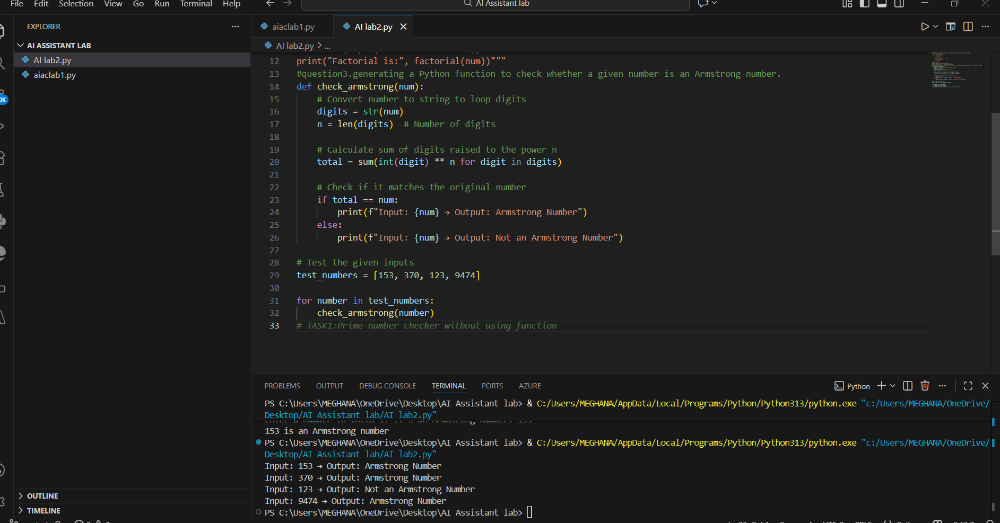 File Edit Selection View Go Run Terminal Help
AI Assistant lab
EXPLORER
AI ASSISTANT LAB
AI lab2.py
aiaclab1.py
OUTLINE
TIMELINE
aiaclab1.py
AI lab2.py
AI lab2.py > ...
12 print("Factorial is:", factorial(num))"""
13 #question3.generating a Python function to check whether a given number is an Armstrong number.
14 def check_armstrong(num):
15     # Convert number to string to loop digits
16     digits = str(num)
17     n = len(digits)  # Number of digits
18
19     # Calculate sum of digits raised to the power n
20     total = sum(int(digit) ** n for digit in digits)
21
22     # Check if it matches the original number
23     if total == num:
24         print(f"Input: {num} → Output: Armstrong Number")
25     else:
26         print(f"Input: {num} → Output: Not an Armstrong Number")
27
28 # Test the given inputs
29 test_numbers = [153, 370, 123, 9474]
30
31 for number in test_numbers:
32     check_armstrong(number)
33 # TASK1:Prime number checker without using function
PROBLEMS OUTPUT DEBUG CONSOLE TERMINAL PORTS AZURE
Python
PS C:\Users\MEGHANA\OneDrive\Desktop\AI Assistant lab> & C:/Users/MEGHANA/AppData/Local/Programs/Python/Python313/python.exe "c:/Users/MEGHANA/OneDrive/
Desktop/AI Assistant lab/AI lab2.py"
153 is an Armstrong number
PS C:\Users\MEGHANA\OneDrive\Desktop\AI Assistant lab> & C:/Users/MEGHANA/AppData/Local/Programs/Python/Python313/python.exe "c:/Users/MEGHANA/OneDrive/
Desktop/AI Assistant lab/AI lab2.py"
Input: 153 → Output: Armstrong Number
Input: 370 → Output: Armstrong Number
Input: 123 → Output: Not an Armstrong Number
Input: 9474 → Output: Armstrong Number
PS C:\Users\MEGHANA\OneDrive\Desktop\AI Assistant lab>